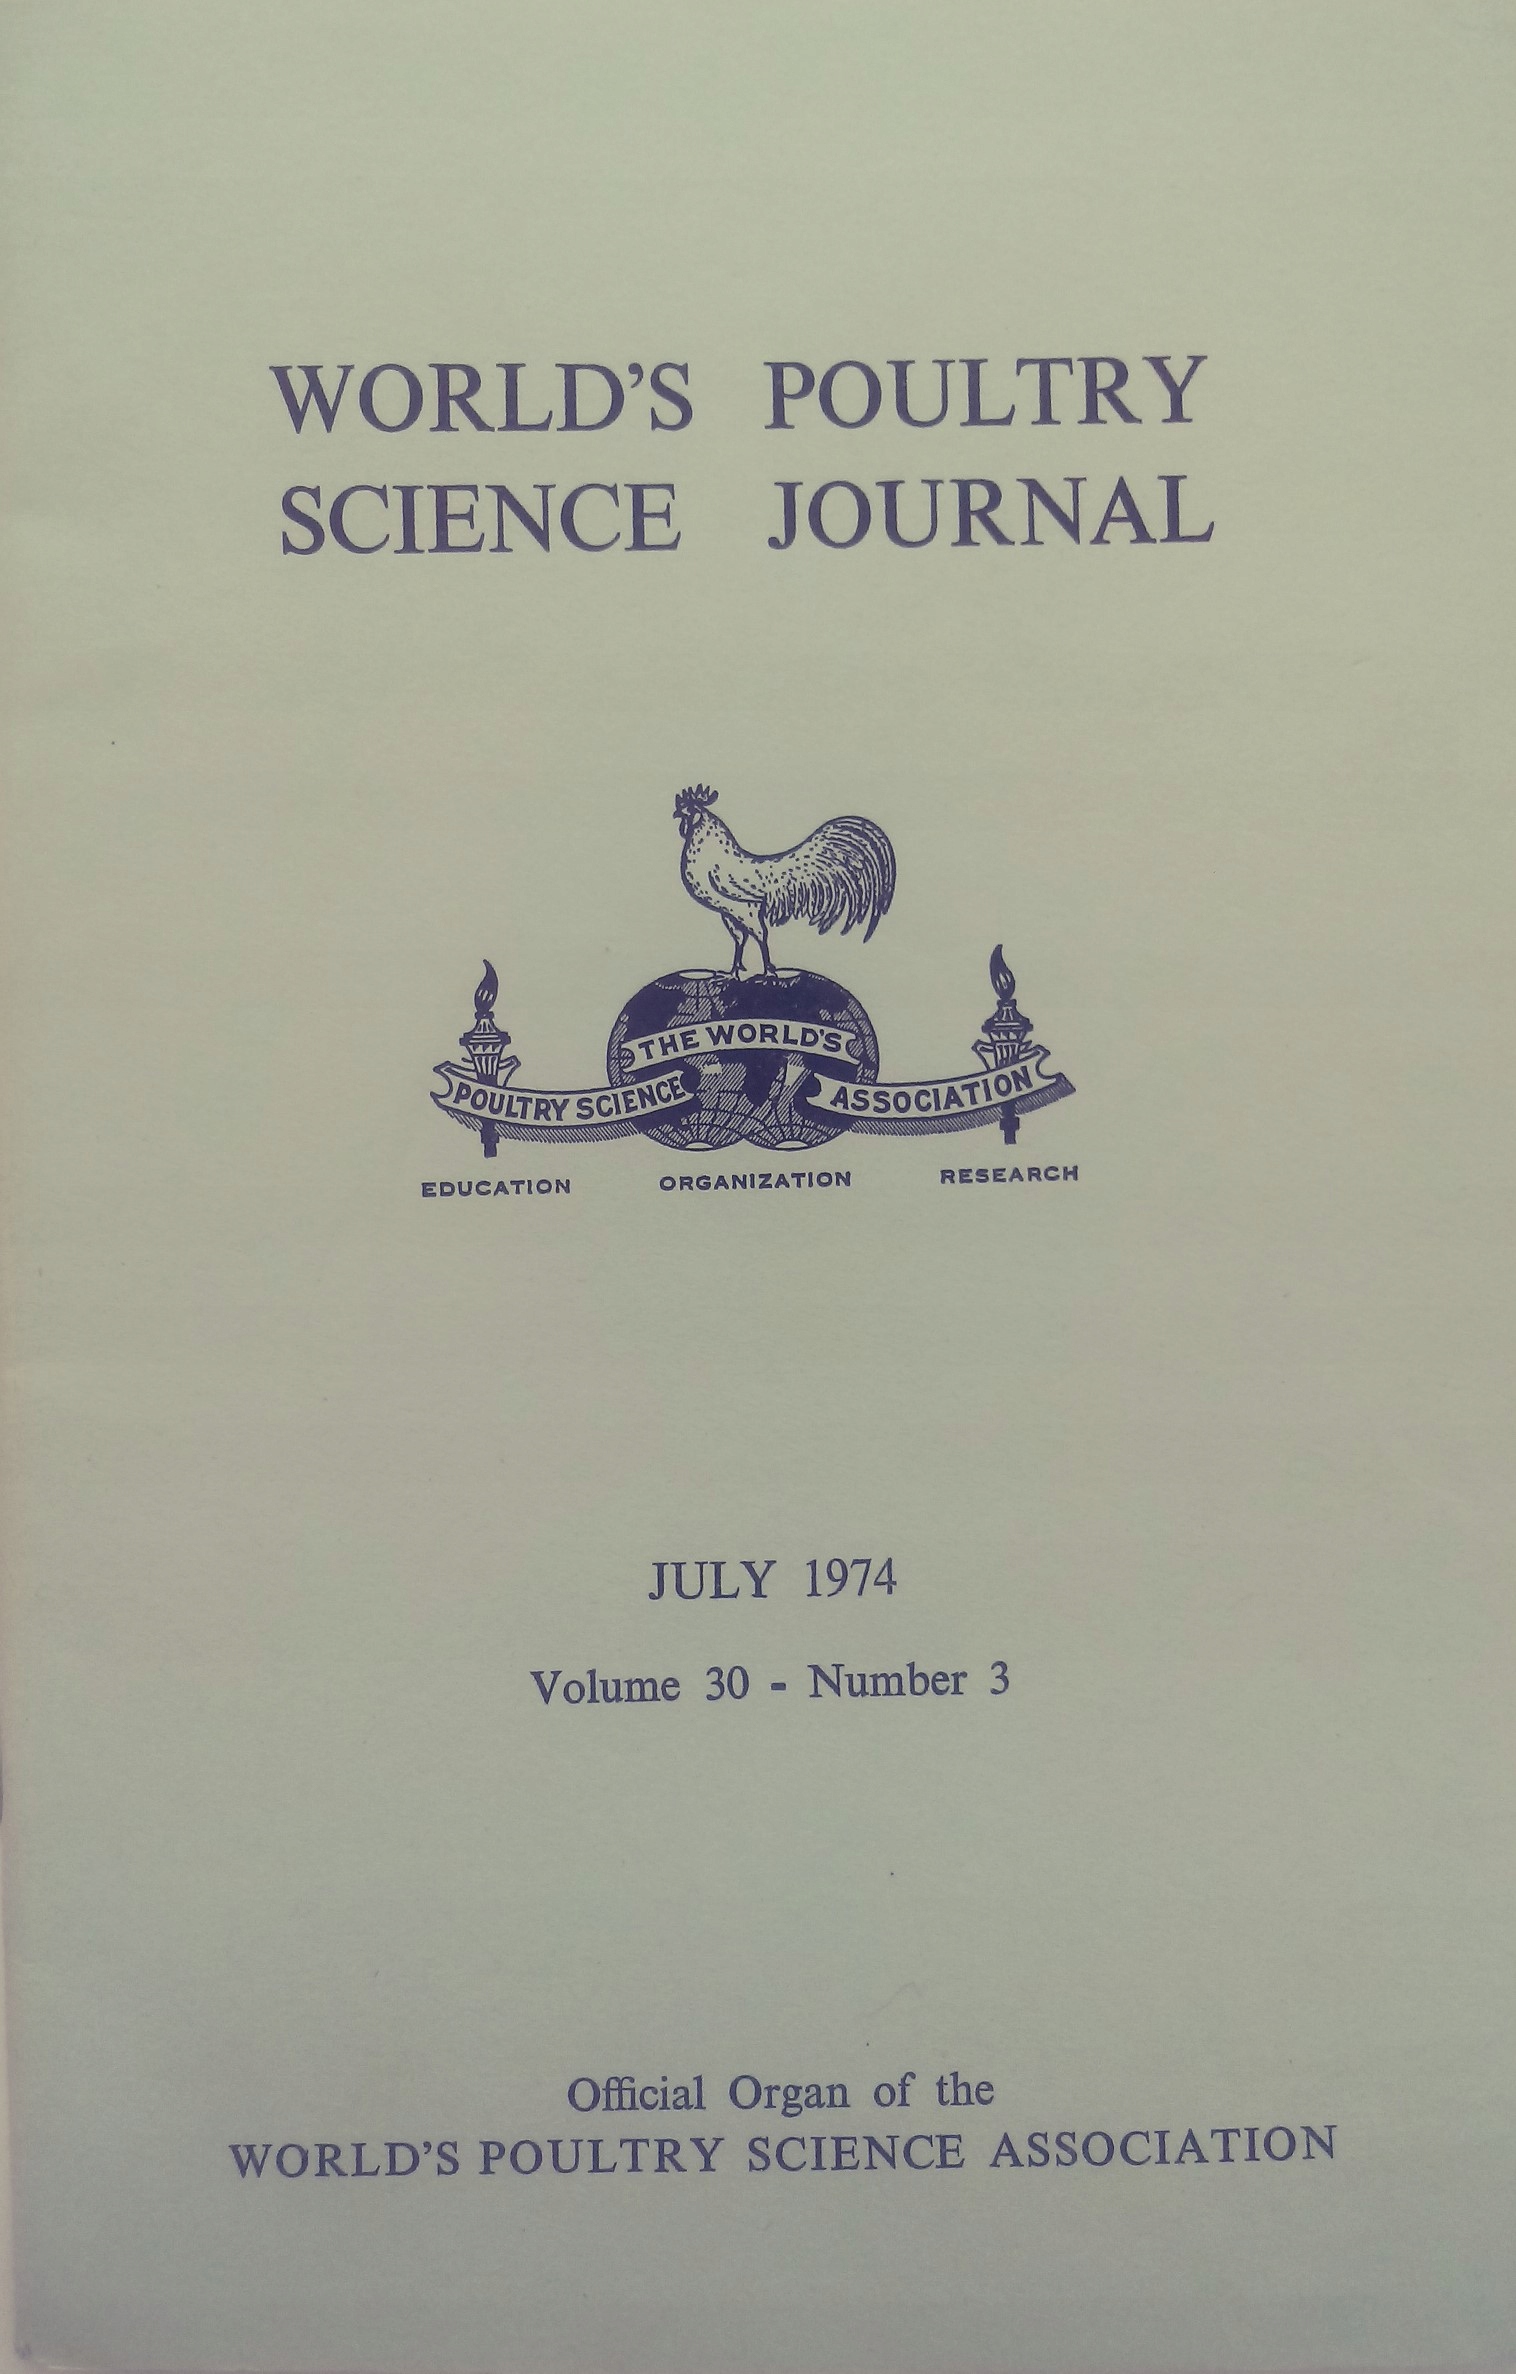 WORLD'S POULTRY
SCIENCE JOURNAL
THE WORLD'S
POULTRY SCIENCE ASSOCIATION
EDUCATION ORGANIZATION RESEARCH
JULY 1974
Volume 30 - Number 3
Official Organ of the
WORLD'S POULTRY SCIENCE ASSOCIATION